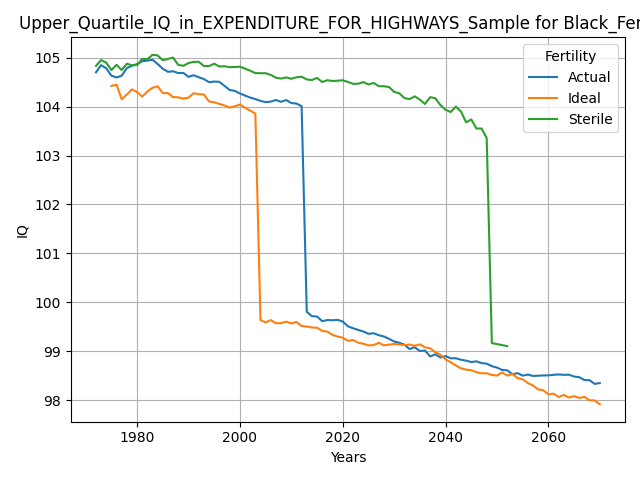 Upper_Quartile_IQ_in_EXPENDITURE_FOR_HIGHWAYS_Sample for Black_Fer
Fertility
Actual
Ideal
Sterile
IQ
105
104
103
102
101
100
99
98
1980
2000
2020
2040
2060
Years